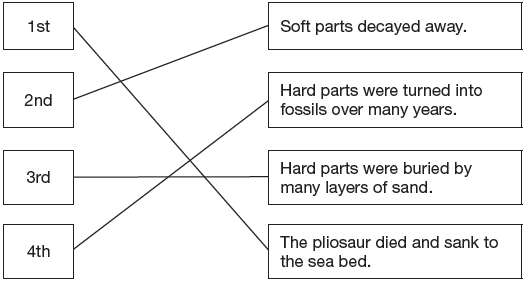 1st
Soft parts decayed away.
2nd
Hard parts were turned into
fossils over many years.
3rd
Hard parts were buried by
many layers of sand.
4th
The pliosaur died and sank to
the sea bed.